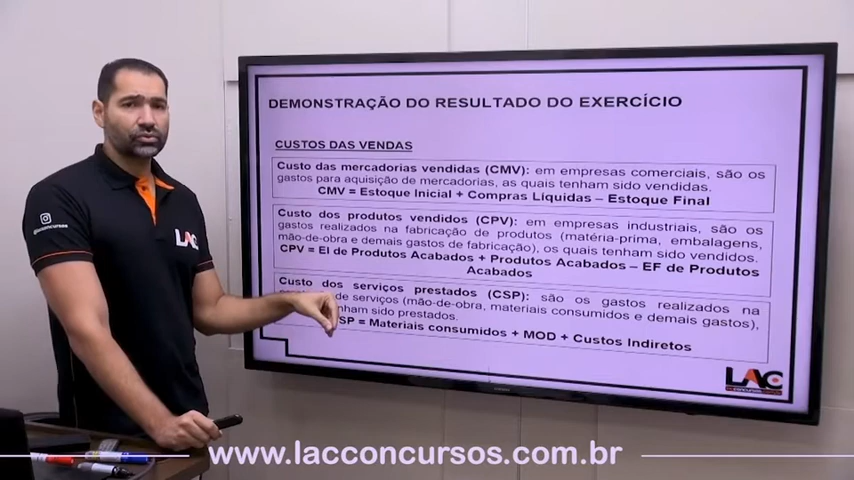 DEMONSTRAÇÃO DO RESULTADO DO EXERCÍCIO
CUSTOS DAS VENDAS
Custo das mercadorias vendidas (CMV): em empresas comerciais, são os
gastos para aquisição de mercadorias, as quais tenham sido vendidas.
CMV = Estoque Inicial + Compras Líquidas – Estoque Final
Custo dos produtos vendidos (CPV): em empresas industriais, são os
gastos realizados na fabricação de produtos (matéria-prima, embalagens,
mão-de-obra e demais gastos de fabricação), os quais tenham sido vendidos.
CPV = EI de Produtos Acabados + Produtos Acabados – EF de Produtos
Acabados
Custo dos serviços prestados (CSP): são os gastos realizados na
de serviços (mão-de-obra, materiais consumidos e demais gastos),
tenham sido prestados.
= Materiais consumidos + MOD + Custos Indiretos
LAC
@lacconcursos
LAC
www.lacconcursos.com.br